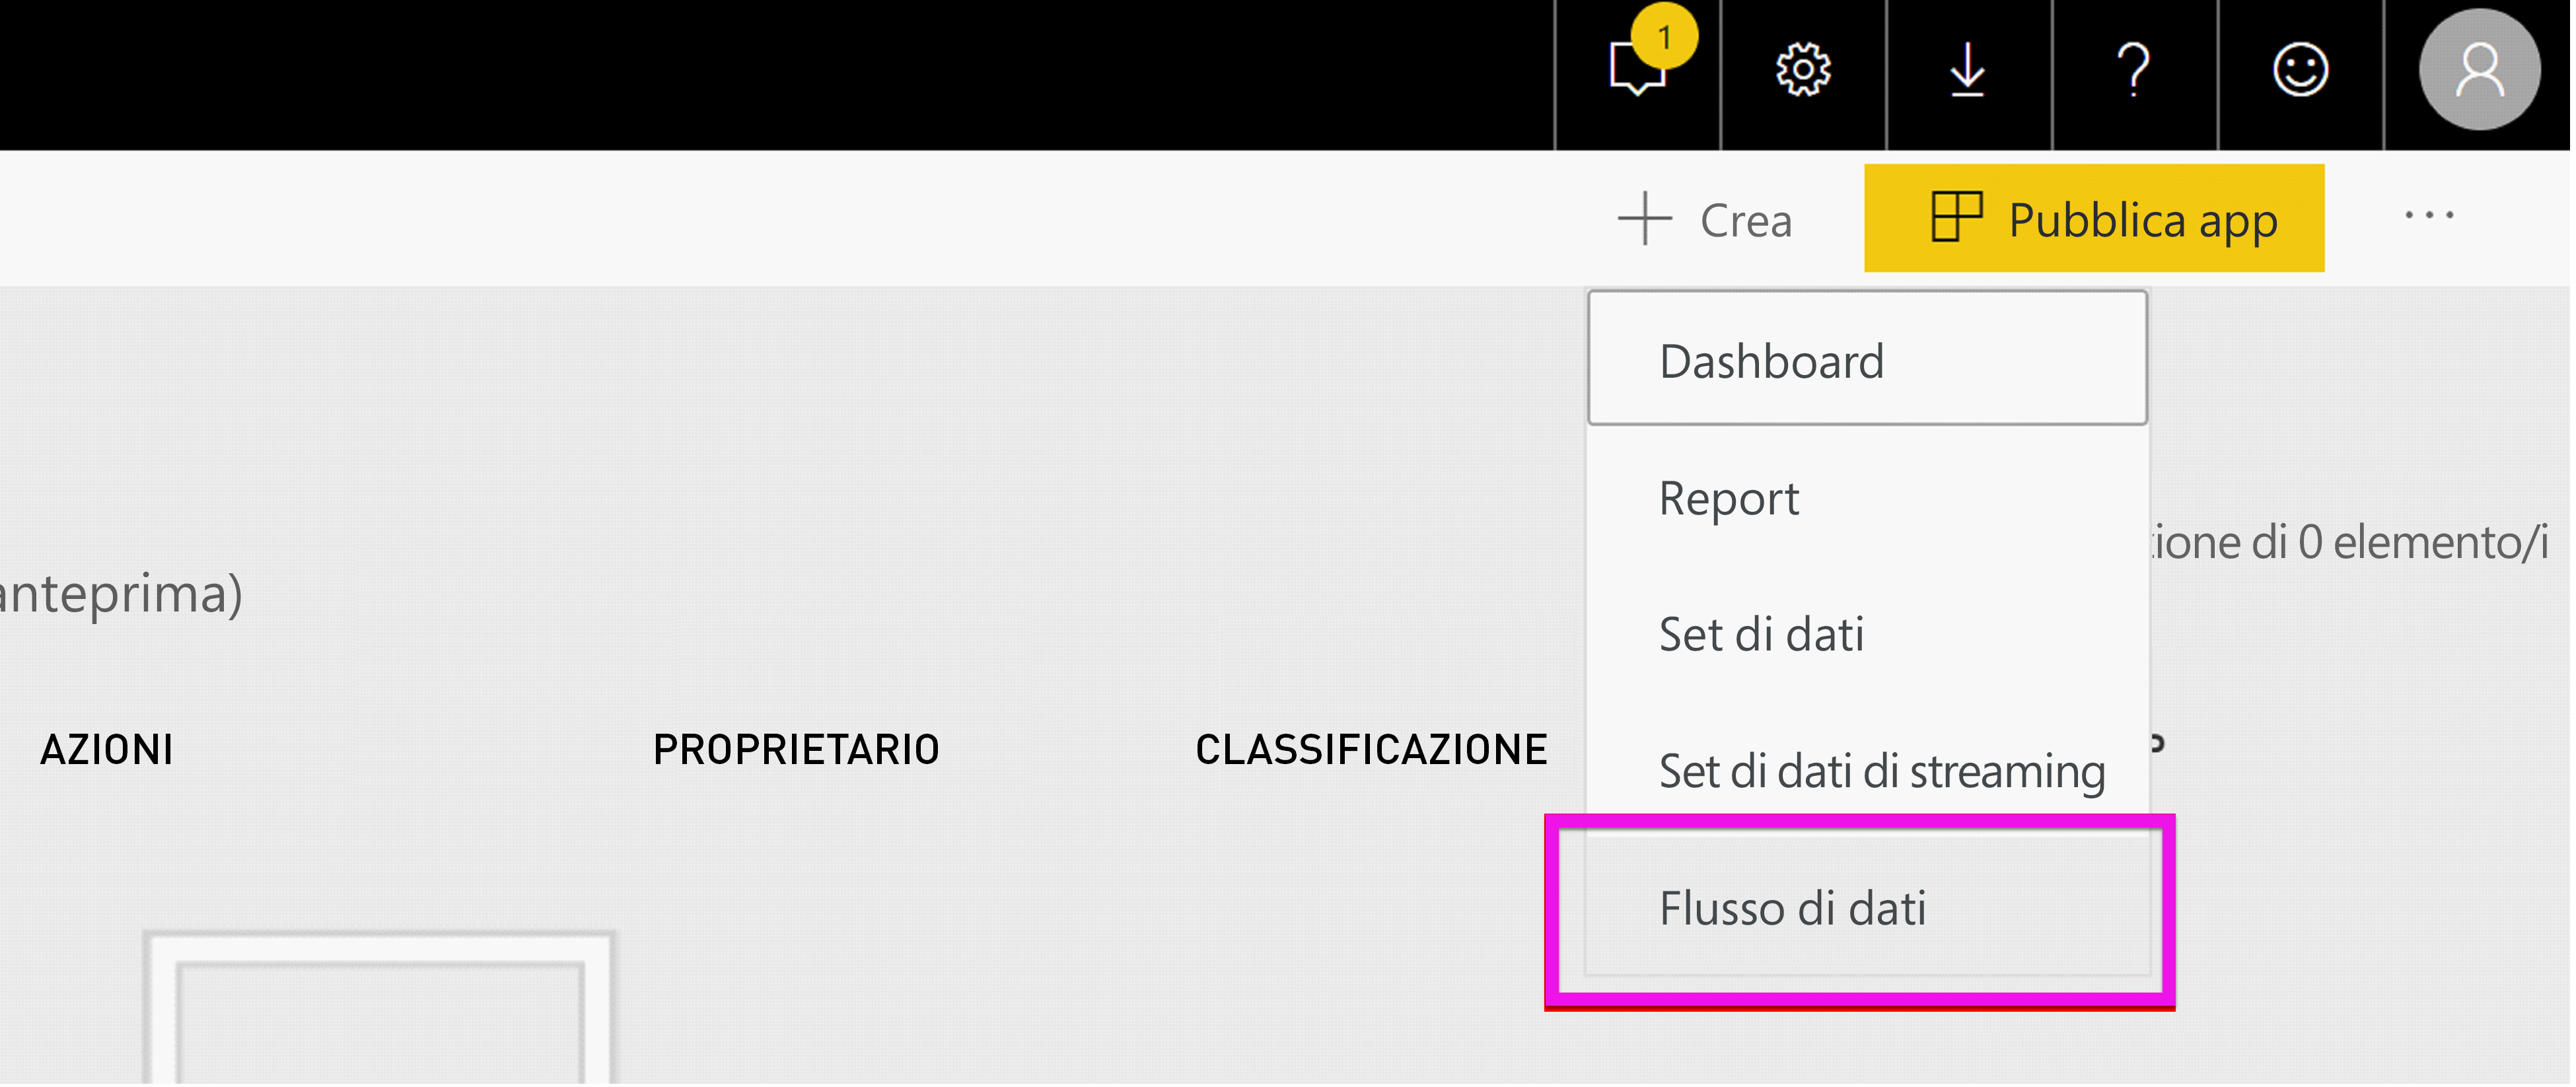 1
Crea
Pubblica app
Dashboard
Report
Set di dati
Set di dati di streaming
Flusso di dati
ione di 0 elemento/i
anteprima)
AZIONI
PROPRIETARIO
CLASSIFICAZIONE